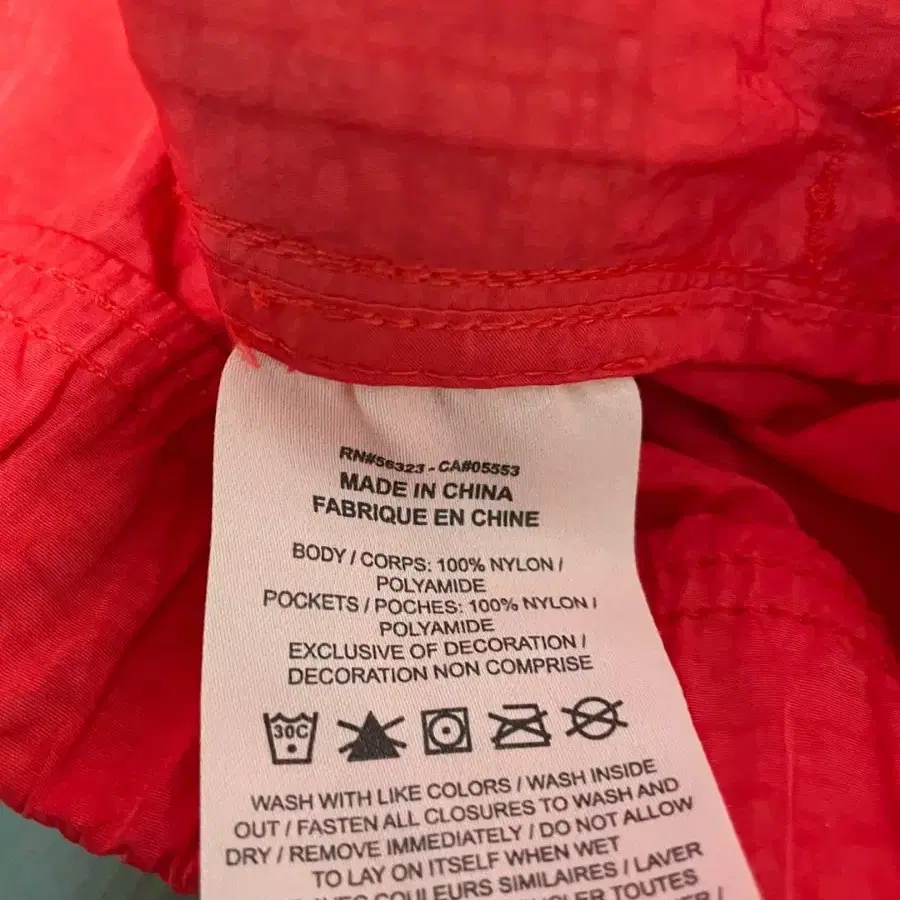 RN#56323 - CA#05553
MADE IN CHINA
FABRIQUE EN CHINE
BODY / CORPS: 100% NYLON /
POLYAMIDE
POCKETS / POCHES: 100% NYLON /
POLYAMIDE
EXCLUSIVE OF DECORATION /
DECORATION NON COMPRISE
30C
WASH WITH LIKE COLORS / WASH INSIDE
OUT / FASTEN ALL CLOSURES TO WASH AND
DRY / REMOVE IMMEDIATELY / DO NOT ALLOW
TO LAY ON ITSELF WHEN WET
COULEURS SIMILAIRES / LAVER
TOUTES